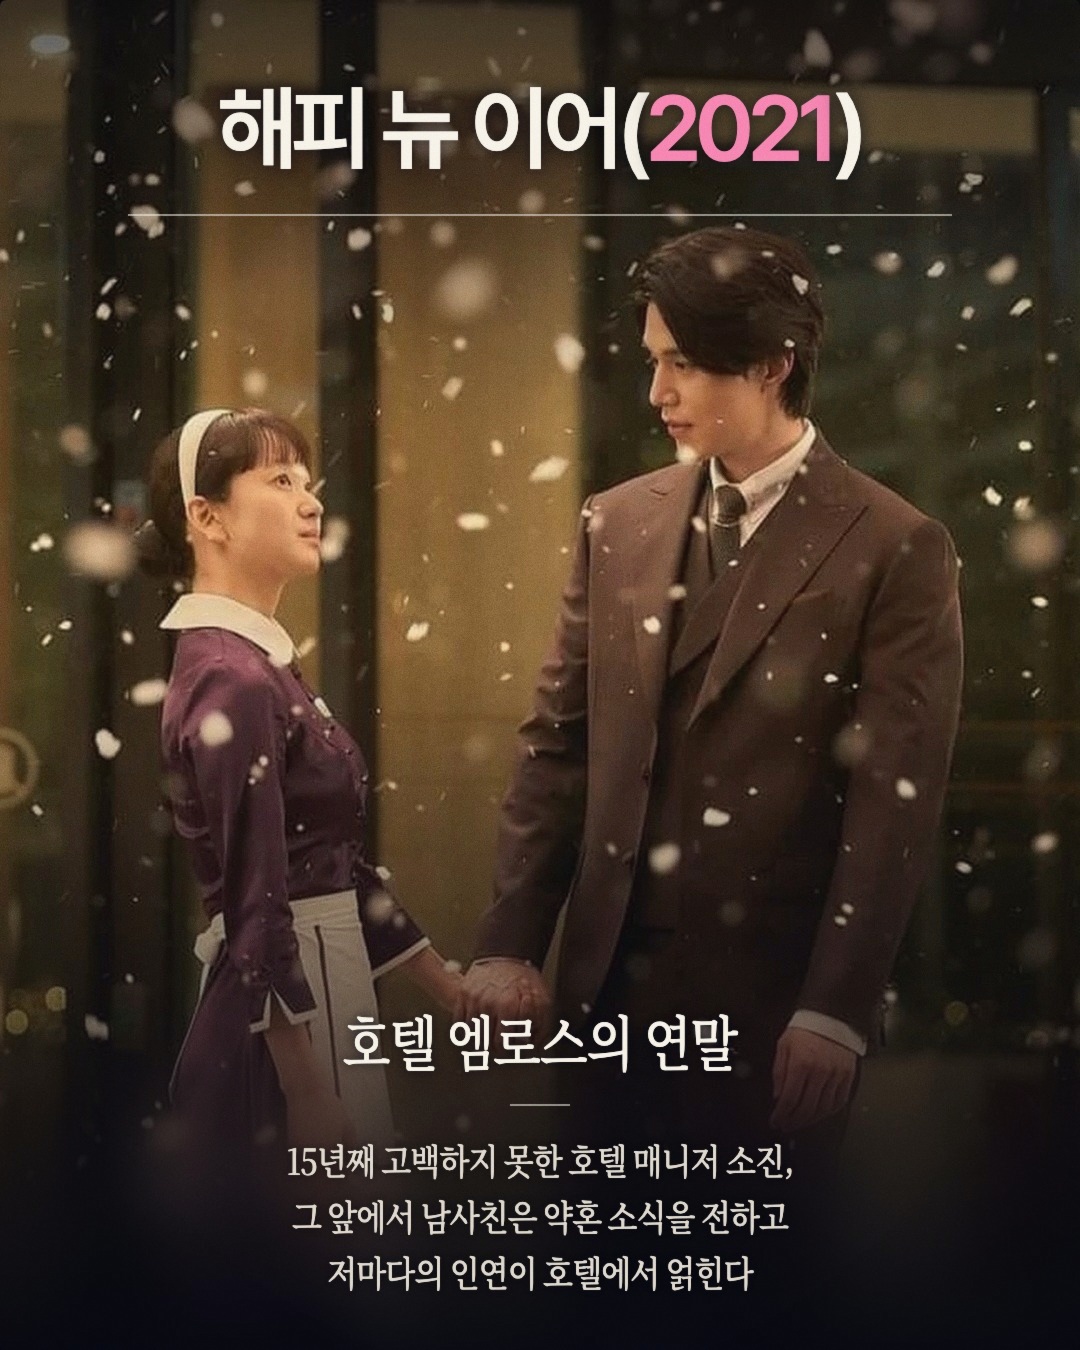 해피 뉴 이어(2021)
호텔 엠로스의 연말
15년째 고백하지 못한 호텔 매니저 소진,
그 앞에서 남사친은 약혼 소식을 전하고
저마다의 인연이 호텔에서 얽힌다